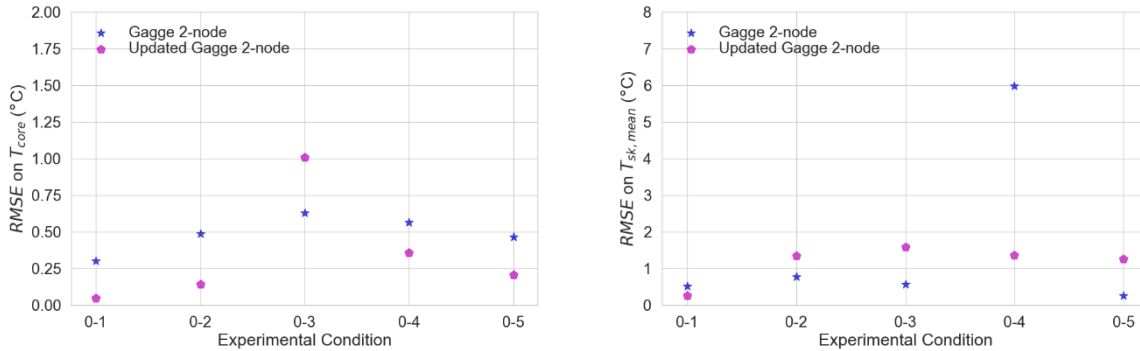 2.00
1.75
1.50
1.25
1.00
0.75
0.50
0.25
0.00
RMSE on T_core (°C)
Gagge 2-node
Updated Gagge 2-node
0-1 0-2 0-3 0-4 0-5
Experimental Condition
8
7
6
5
4
3
2
1
0
RMSE on T_sk, mean (°C)
Gagge 2-node
Updated Gagge 2-node
0-1 0-2 0-3 0-4 0-5
Experimental Condition